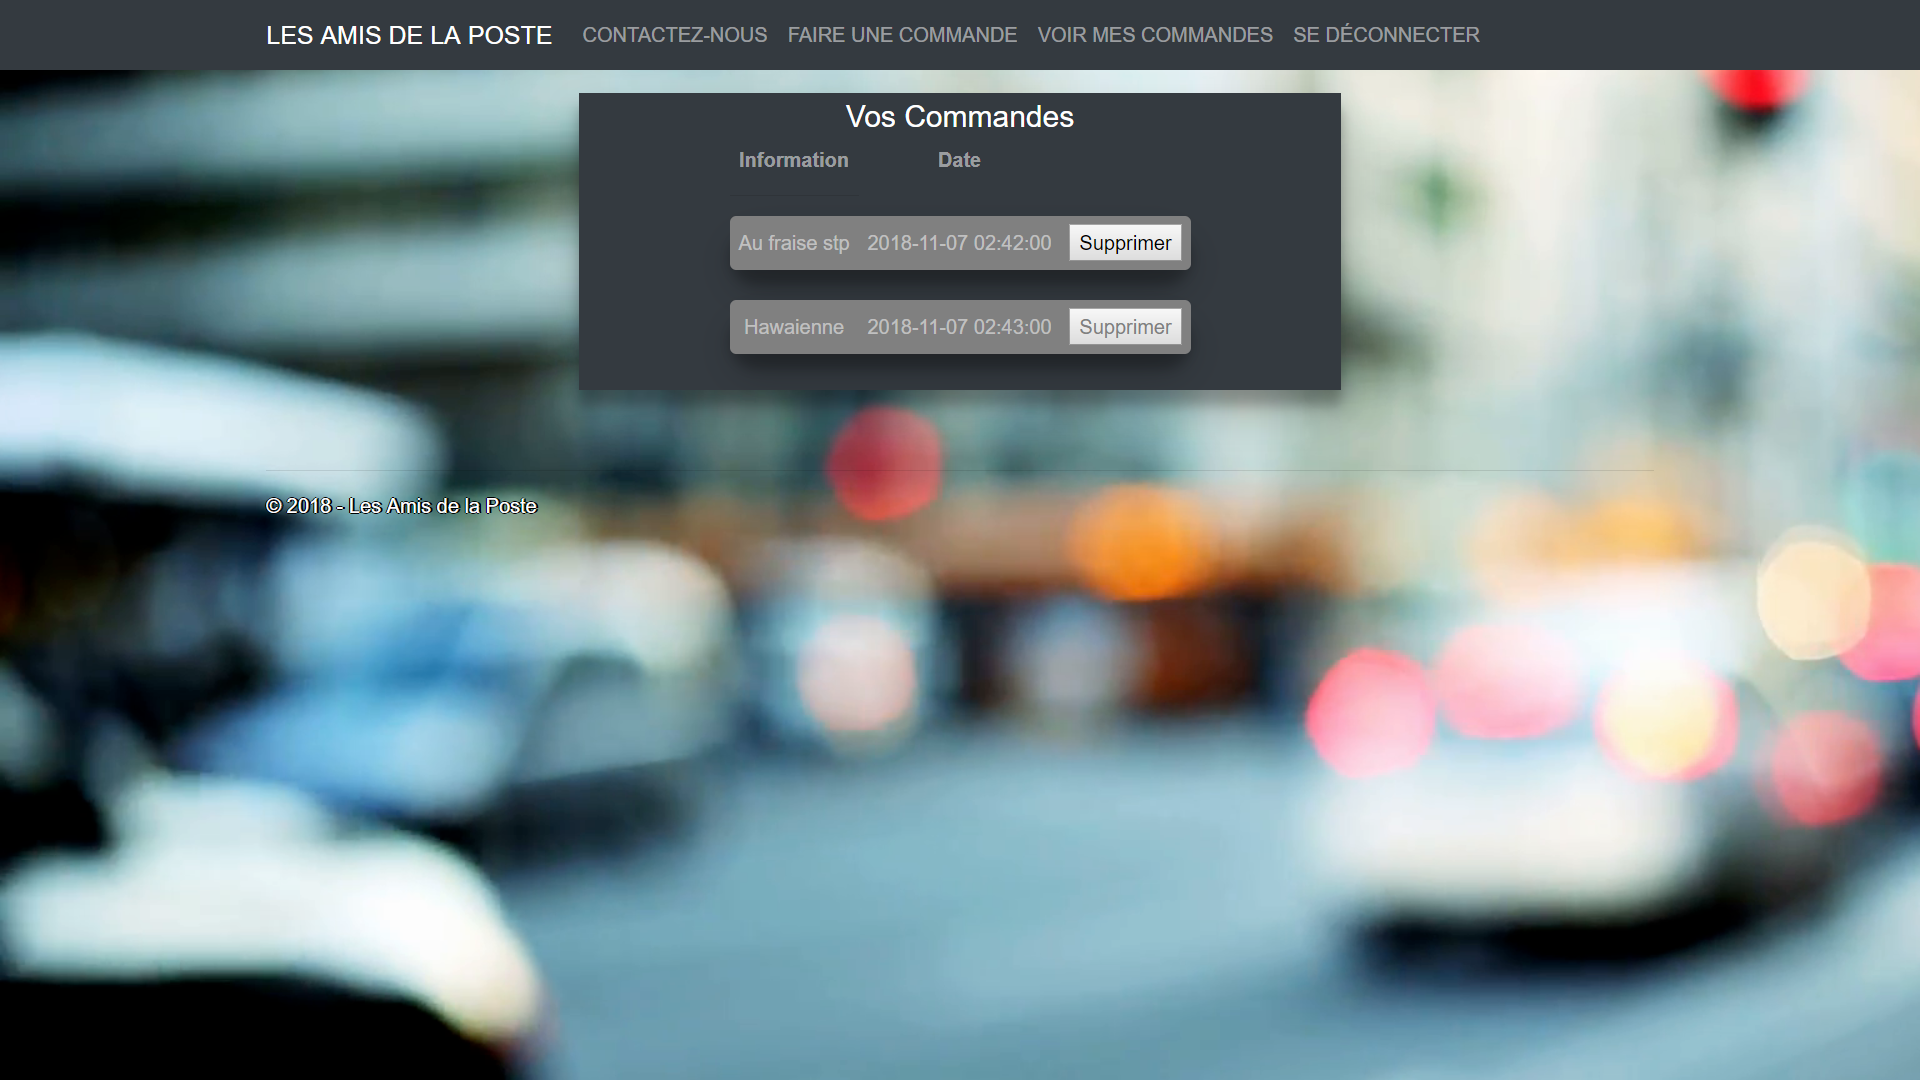 LES AMIS DE LA POSTE CONTACTEZ-NOUS FAIRE UNE COMMANDE VOIR MES COMMANDES SE DÉCONNECTER
Vos Commandes
Information Date
Au fraise stp 2018-11-07 02:42:00 Supprimer
Hawaienne 2018-11-07 02:43:00 Supprimer
© 2018 - Les Amis de la Poste